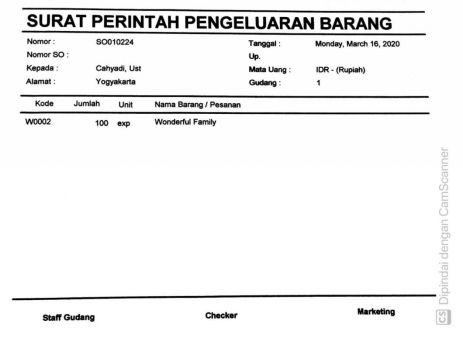 SURAT PERINTAH PENGELUARAN BARANG
Nomor : SO010224 Tanggal : Monday, March 16, 2020
Nomor SO : Up.
Kepada : Cahyadi, Ust Mata Uang : IDR - (Rupiah)
Alamat : Yogyakarta Gudang : 1
Kode Jumlah Unit Nama Barang / Pesanan
W0002 100 exp Wonderful Family
Staff Gudang Checker Marketing
CS Dipindai dengan CamScanner